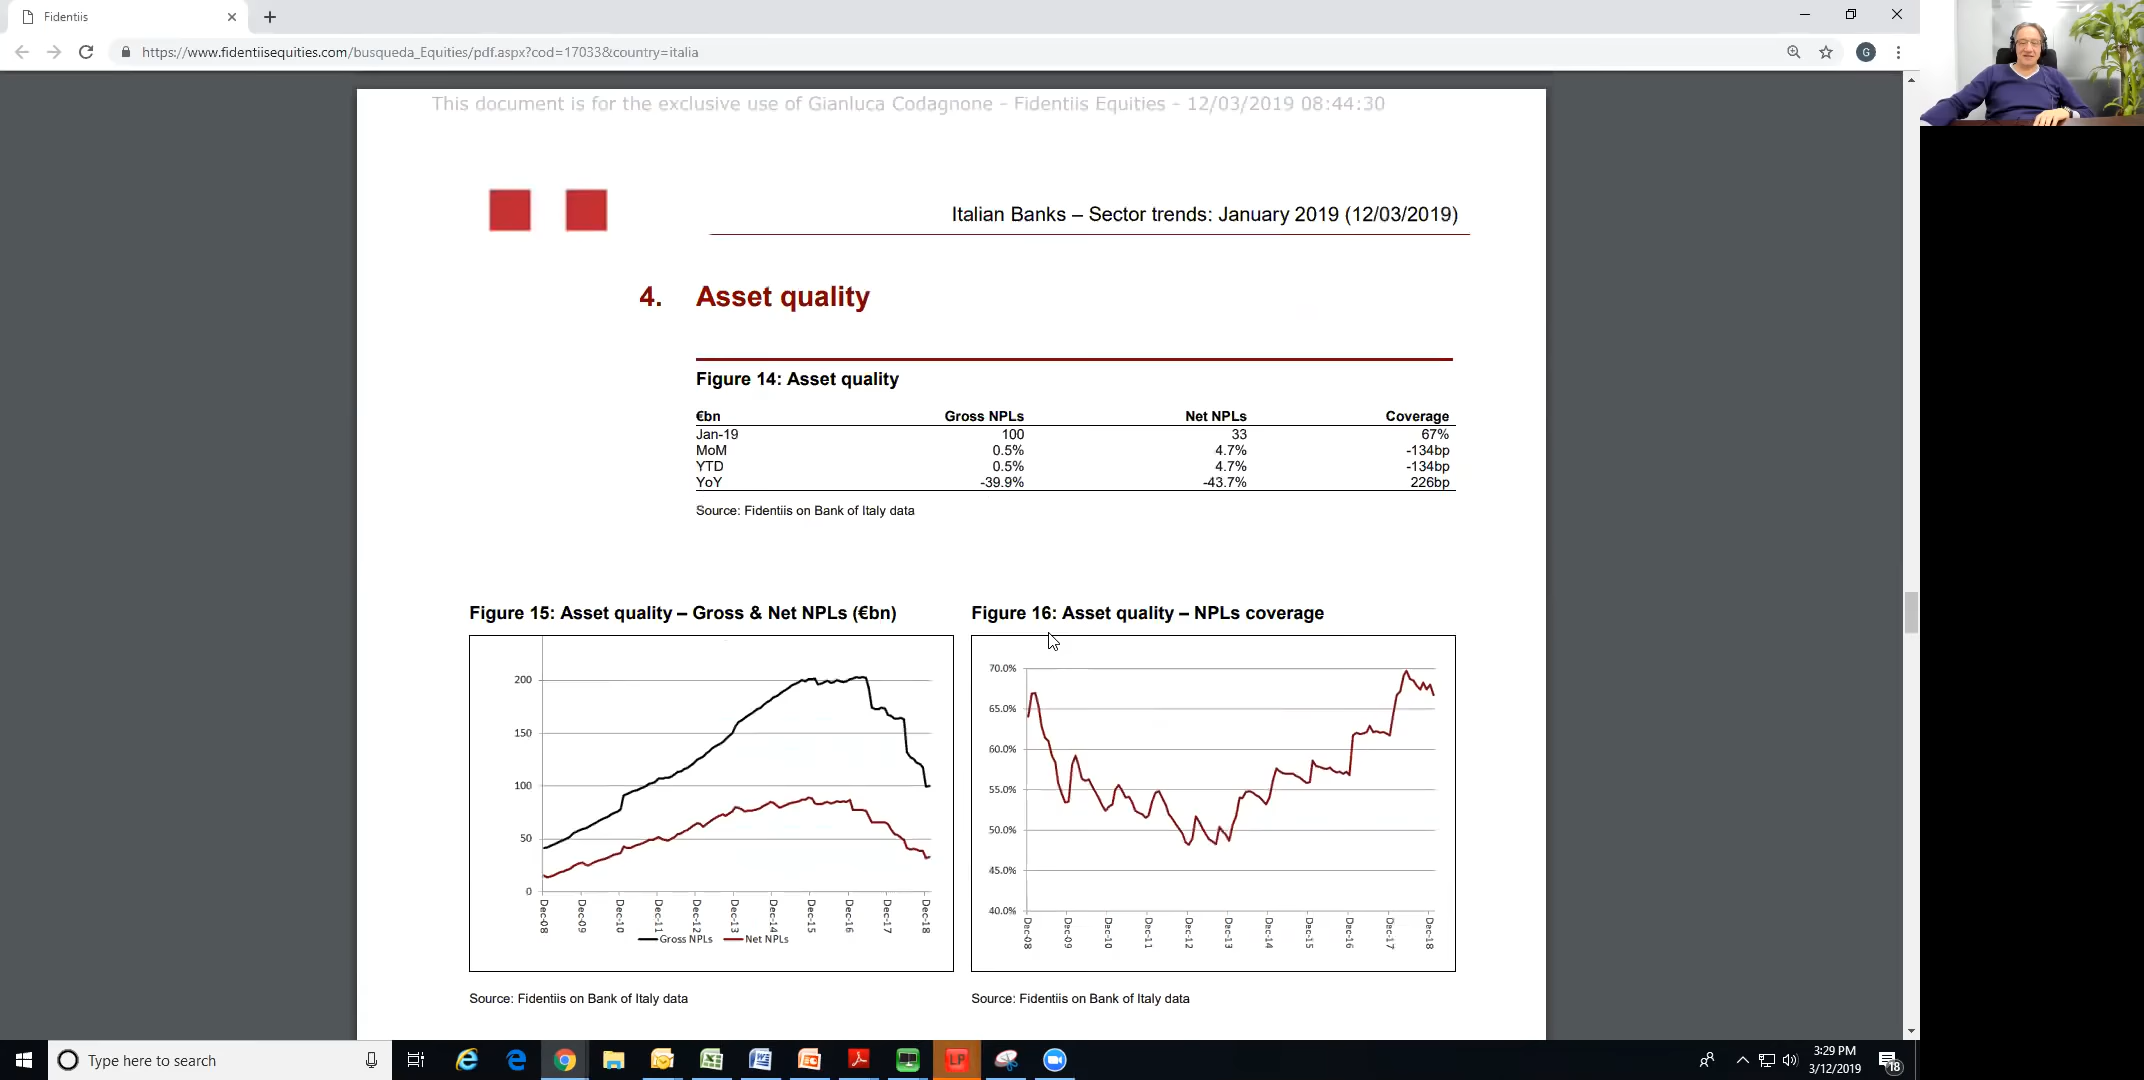 Fidentiis
https://www.fidentiisequities.com/busqueda_Equities/pdf.aspx?cod=17033&country=italia
G
This document is for the exclusive use of Gianluca Codagnone - Fidentiis Equities - 12/03/2019 08:44:30
Italian Banks – Sector trends: January 2019 (12/03/2019)
4. Asset quality
Figure 14: Asset quality
€bn Gross NPLs Net NPLs Coverage
Jan-19 100 33 67%
MoM 0.5% 4.7% -134bp
YTD 0.5% 4.7% -134bp
YoY -39.9% -43.7% 226bp
Source: Fidentiis on Bank of Italy data
Figure 15: Asset quality – Gross & Net NPLs (€bn)
200
150
100
50
0
Dec-08 Dec-09 Dec-10 Dec-11 Dec-12 Dec-13 Dec-14 Dec-15 Dec-16 Dec-17 Dec-18
Gross NPLs Net NPLs
Source: Fidentiis on Bank of Italy data
Figure 16: Asset quality – NPLs coverage
70.0%
65.0%
60.0%
55.0%
50.0%
45.0%
40.0%
Dec-08 Dec-09 Dec-10 Dec-11 Dec-12 Dec-13 Dec-14 Dec-15 Dec-16 Dec-17 Dec-18
Source: Fidentiis on Bank of Italy data
Type here to search
LP
3:29 PM
3/12/2019
18